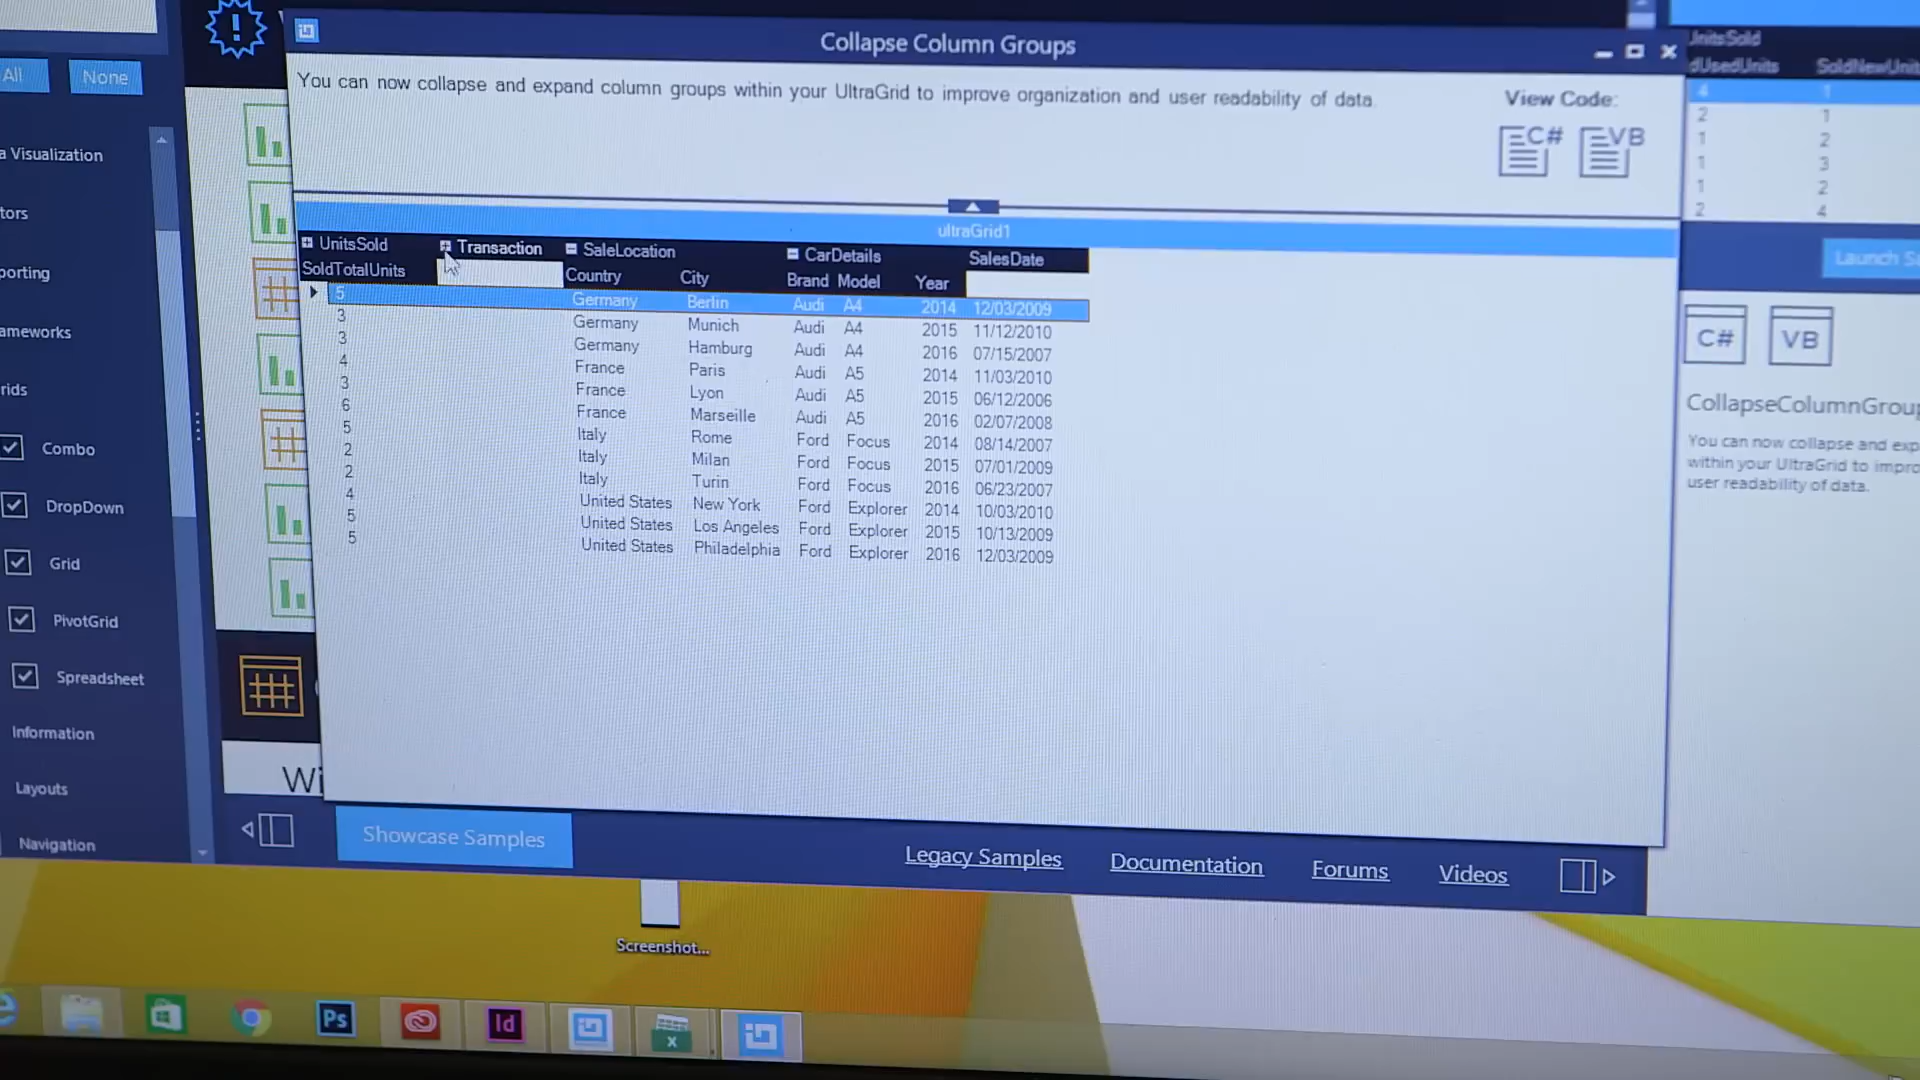 Collapse Column Groups
You can now collapse and expand column groups within your UltraGrid to improve organization and user readability of data.
View Code:
C# VB
ultraGrid1
UnitsSold Transaction SaleLocation CarDetails SalesDate
SoldTotalUnits Country City Brand Model Year
5 Germany Berlin Audi A4 2014 12/03/2009
3 Germany Munich Audi A4 2015 11/12/2010
3 Germany Hamburg Audi A4 2016 07/15/2007
4 France Paris Audi A5 2014 11/03/2010
3 France Lyon Audi A5 2015 06/12/2006
6 France Marseille Audi A5 2016 02/07/2008
5 Italy Rome Ford Focus 2014 08/14/2007
2 Italy Milan Ford Focus 2015 07/01/2009
2 Italy Turin Ford Focus 2016 06/23/2007
4 United States New York Ford Explorer 2014 10/03/2010
5 United States Los Angeles Ford Explorer 2015 10/13/2009
5 United States Philadelphia Ford Explorer 2016 12/03/2009
All None
a Visualization
tors
porting
ameworks
rids
Combo
DropDown
Grid
PivotGrid
Spreadsheet
Information
Layouts
Navigation
Wi
UnitsSold
dUsedUnits SoldNewUnit
4 1
2 1
1 2
1 3
1 2
2 4
Launch Sa
C# VB
CollapseColumnGroup
You can now collapse and exp
within your UltraGrid to impro
user readability of data.
Showcase Samples
Legacy Samples Documentation Forums Videos
Screenshot...
Ps Id X